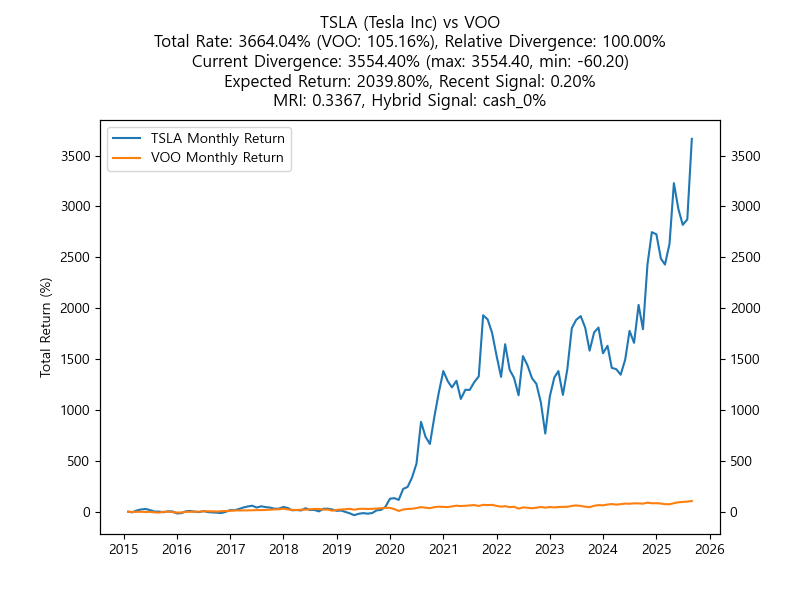 TSLA (Tesla Inc) vs VOO
Total Rate: 3664.04% (VOO: 105.16%), Relative Divergence: 100.00%
Current Divergence: 3554.40% (max: 3554.40, min: -60.20)
Expected Return: 2039.80%, Recent Signal: 0.20%
MRI: 0.3367, Hybrid Signal: cash_0%
TSLA Monthly Return
VOO Monthly Return
Total Return (%)
3500
3000
2500
2000
1500
1000
500
0
3500
3000
2500
2000
1500
1000
500
0
2015 2016 2017 2018 2019 2020 2021 2022 2023 2024 2025 2026